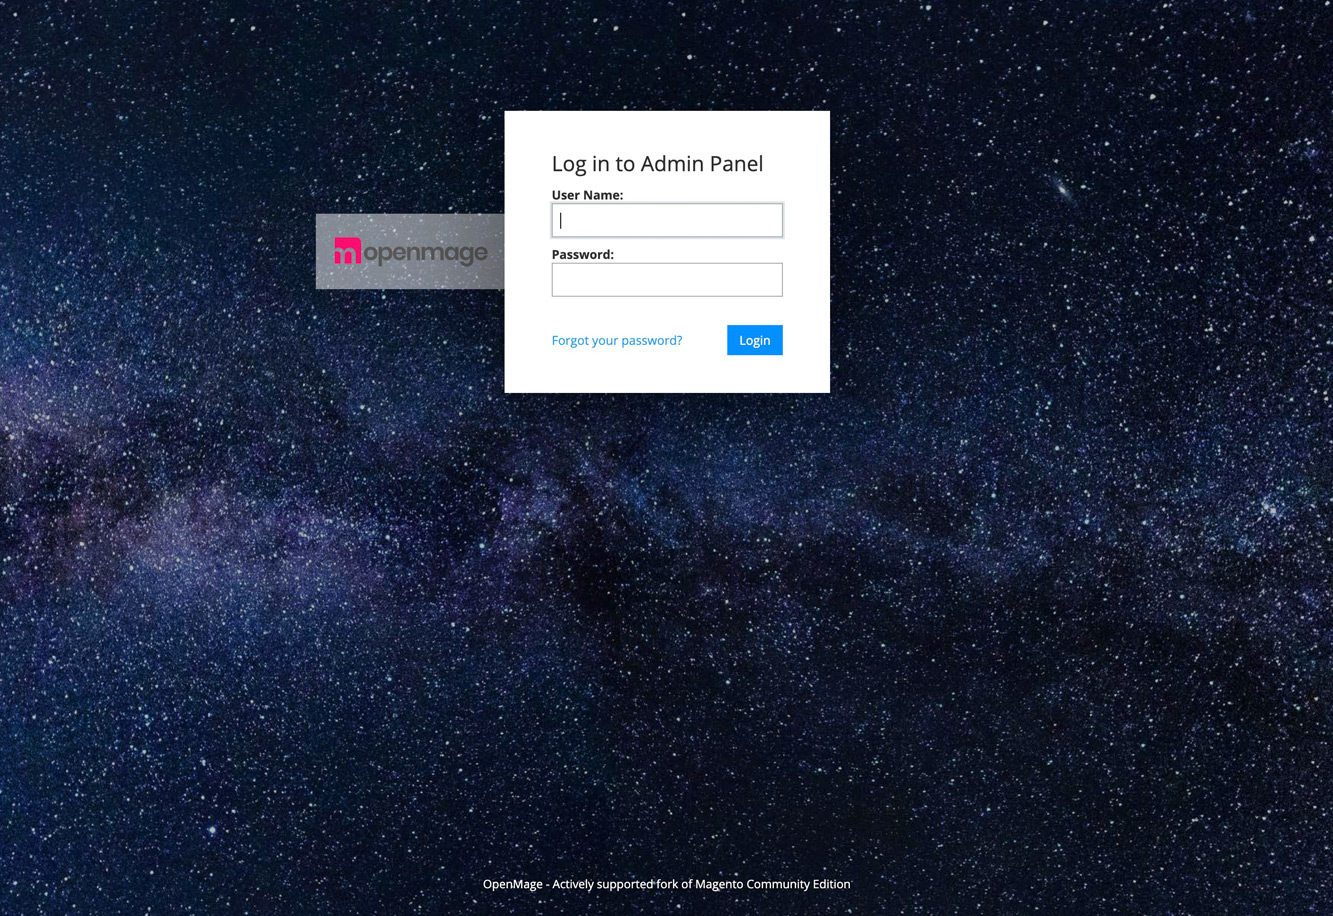 openmage
Log in to Admin Panel
User Name:
Password:
Forgot your password?
Login
OpenMage - Actively supported fork of Magento Community Edition